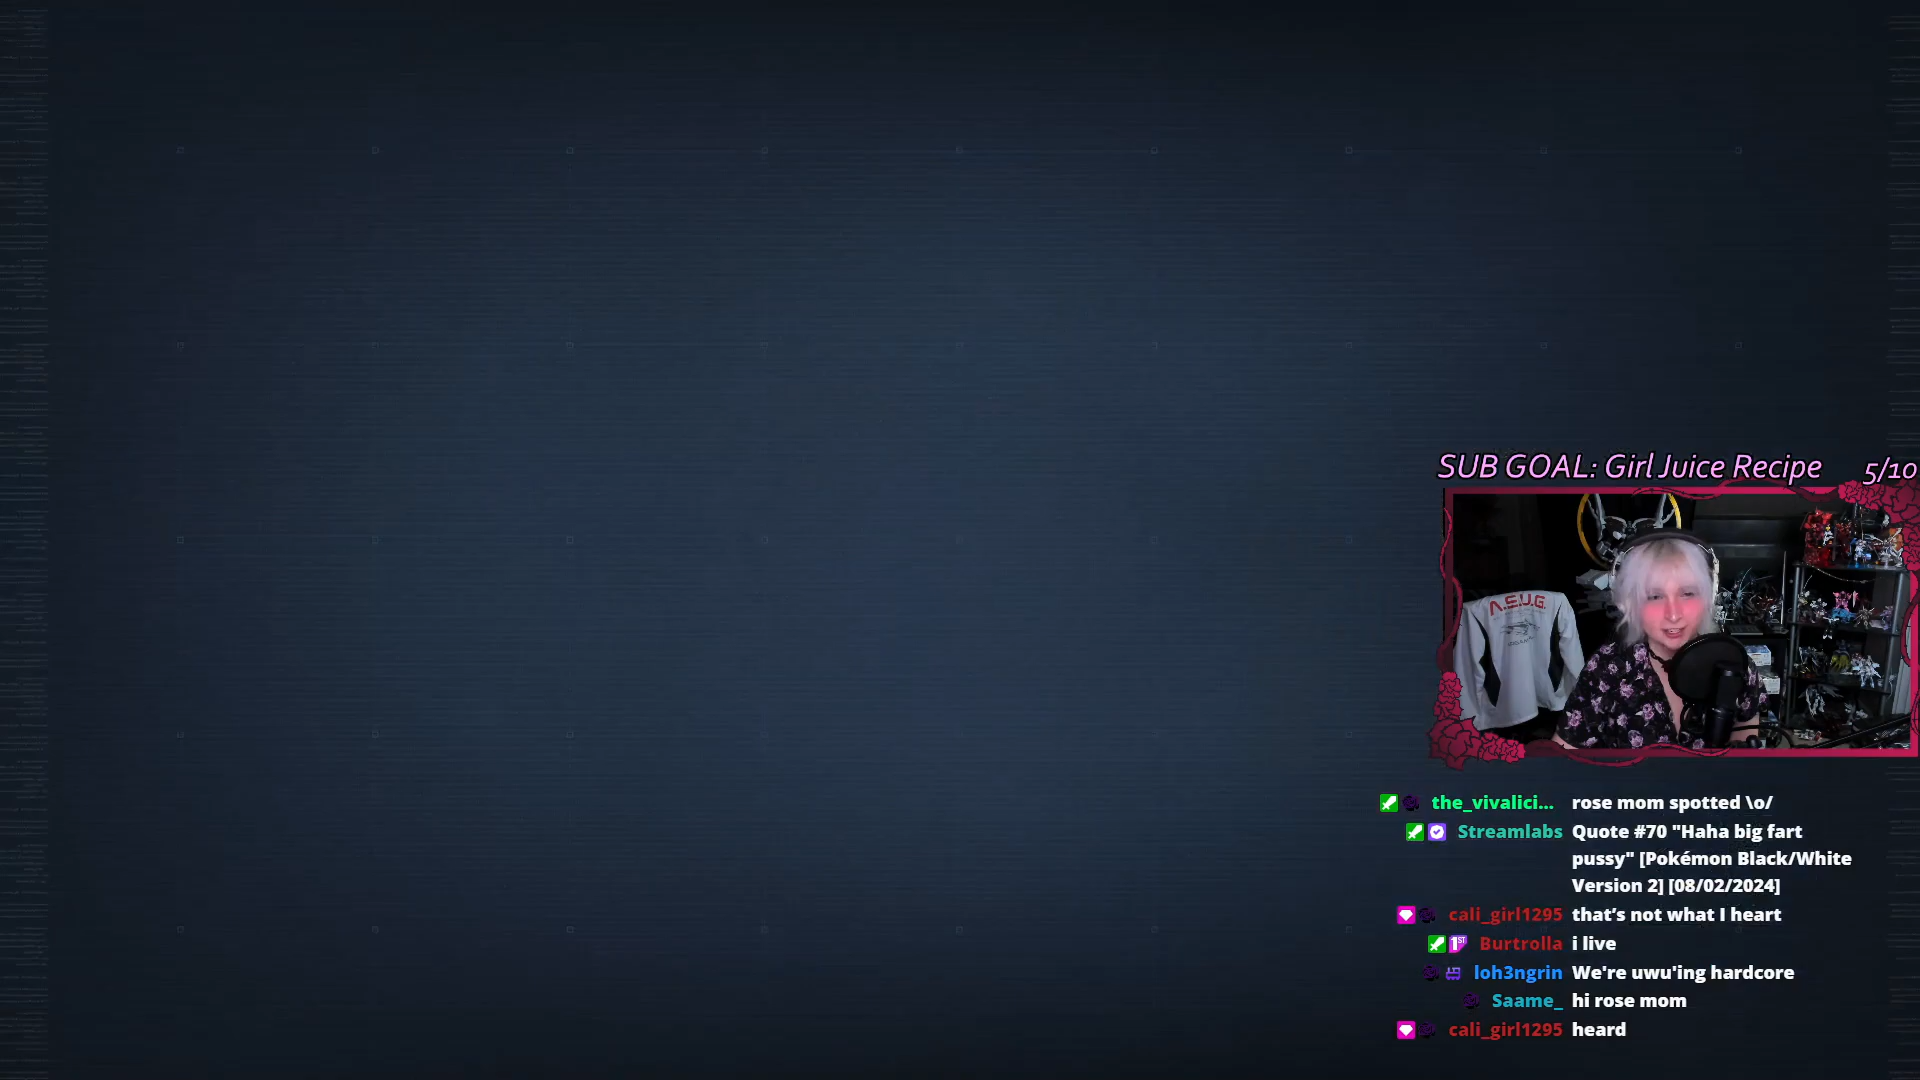 SUB GOAL: Girl Juice Recipe 5/10
A.E.U.G.
the_vivalici... rose mom spotted \o/
Streamlabs Quote #70 "Haha big fart
pussy" [Pokémon Black/White
Version 2] [08/02/2024]
cali_girl1295 that’s not what I heart
1ST Burtrolla i live
loh3ngrin We're uwu'ing hardcore
Saame_ hi rose mom
cali_girl1295 heard